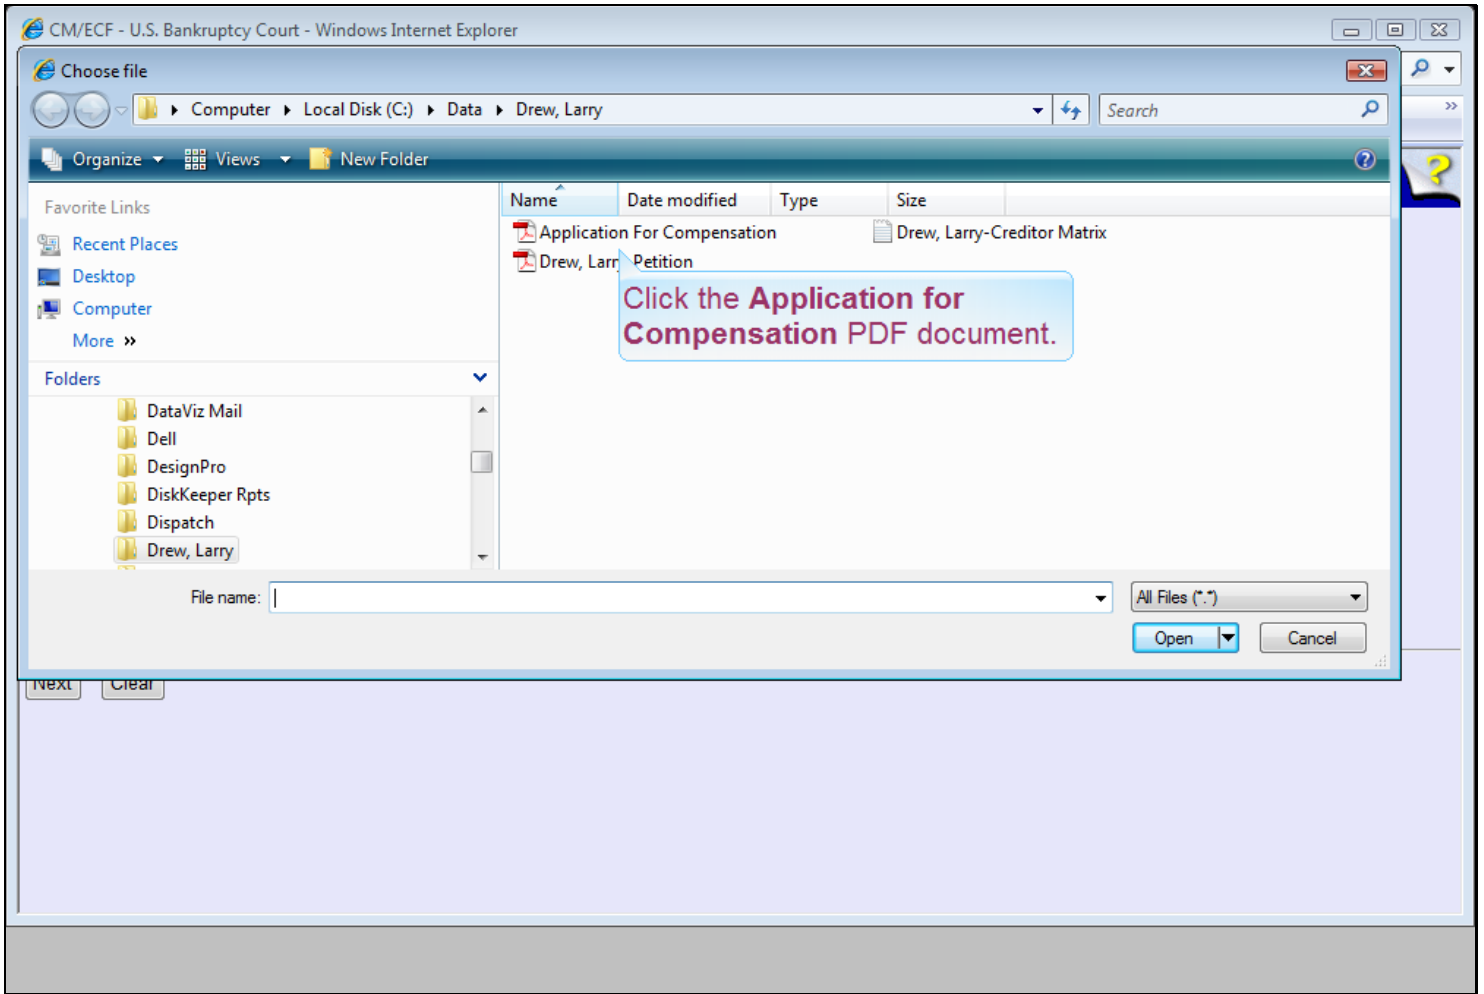 CM/ECF - U.S. Bankruptcy Court - Windows Internet Explorer
Choose file
Computer Local Disk (C:) Data Drew, Larry
Search
Organize Views New Folder
Favorite Links
Recent Places
Desktop
Computer
More »
Folders
DataViz Mail
Dell
DesignPro
DiskKeeper Rpts
Dispatch
Drew, Larry
Name Date modified Type Size
Application For Compensation Drew, Larry-Creditor Matrix
Drew, Larry Petition
Click the Application for
Compensation PDF document.
File name:
All Files (*.*)
Open Cancel
Next Clear